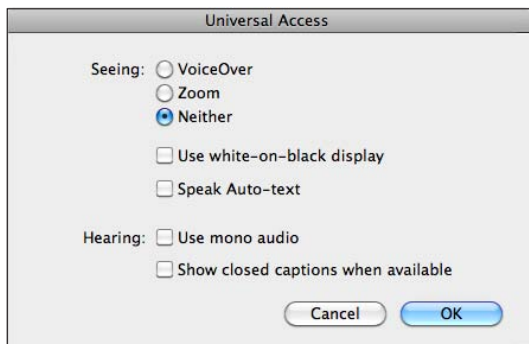 Universal Access
Seeing: VoiceOver
Zoom
Neither
Use white-on-black display
Speak Auto-text
Hearing: Use mono audio
Show closed captions when available
Cancel OK